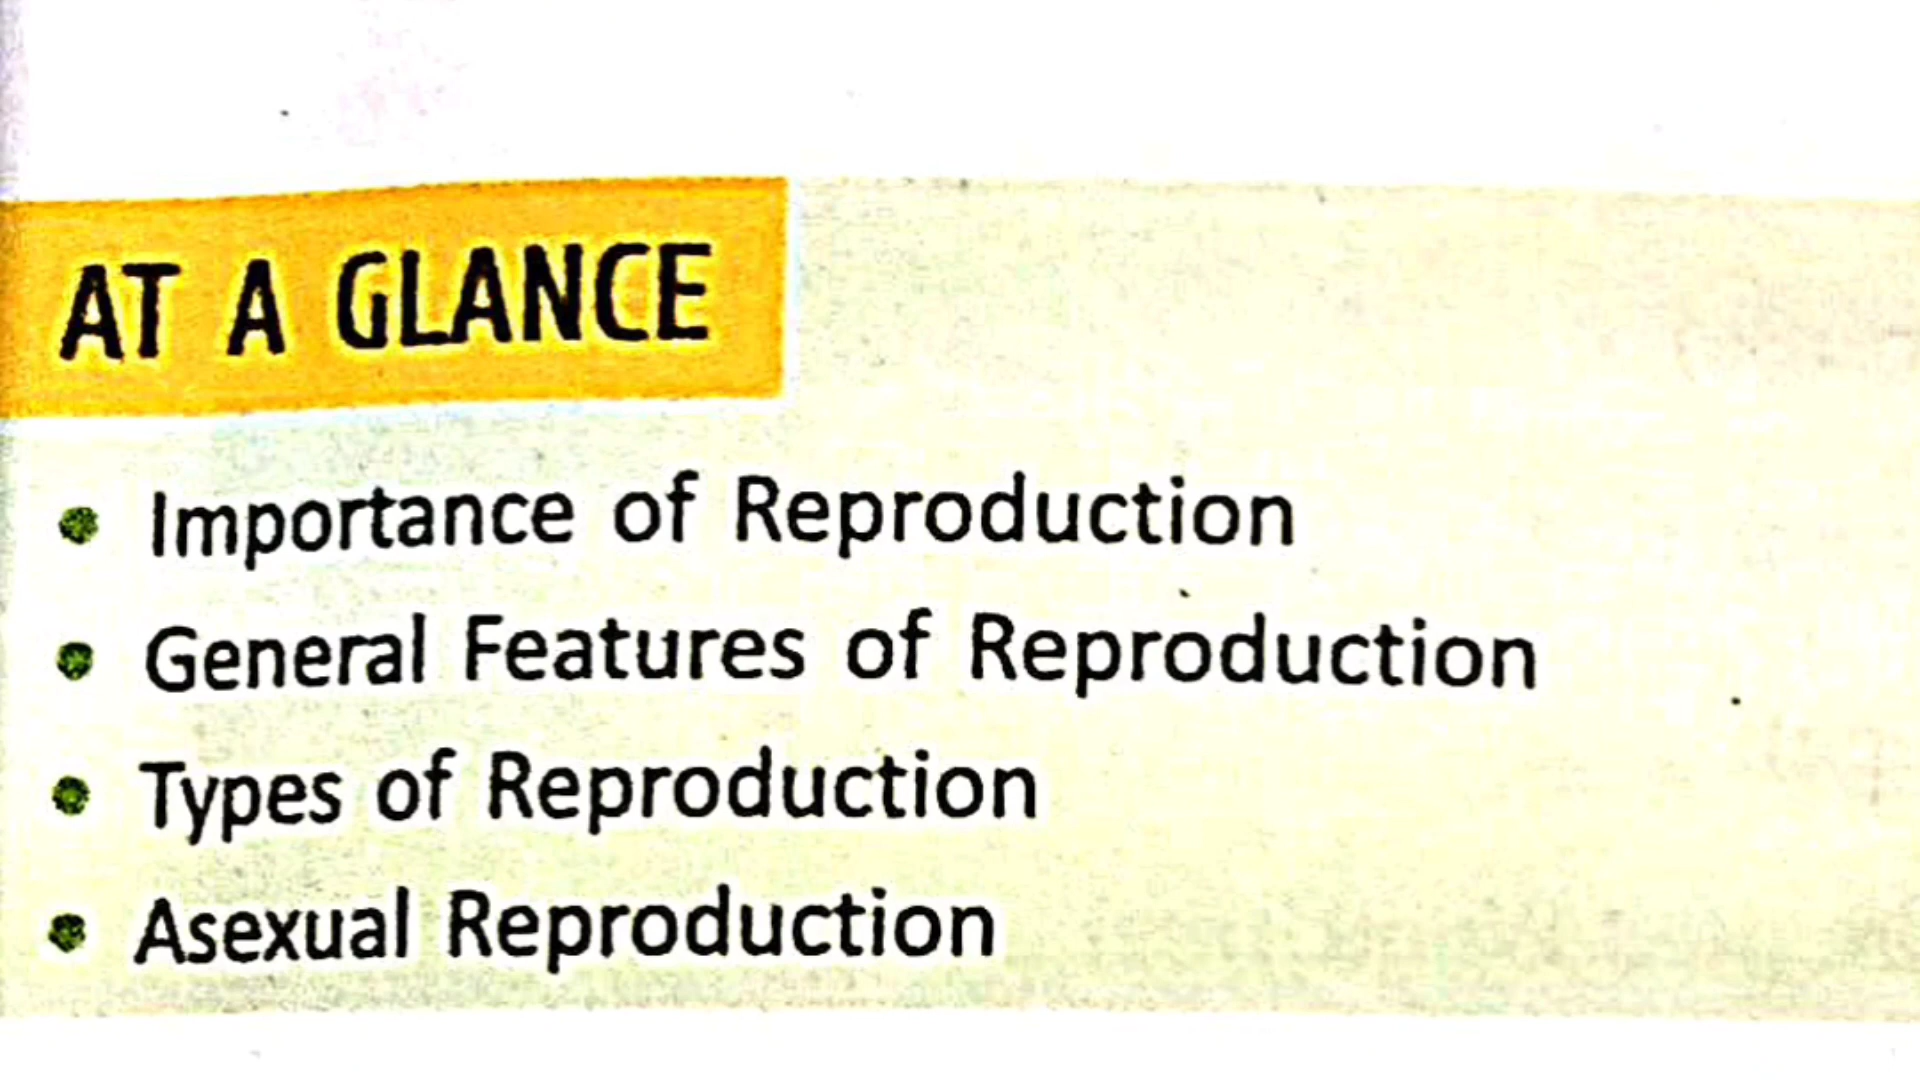 AT A GLANCE
• Importance of Reproduction
• General Features of Reproduction
• Types of Reproduction
• Asexual Reproduction